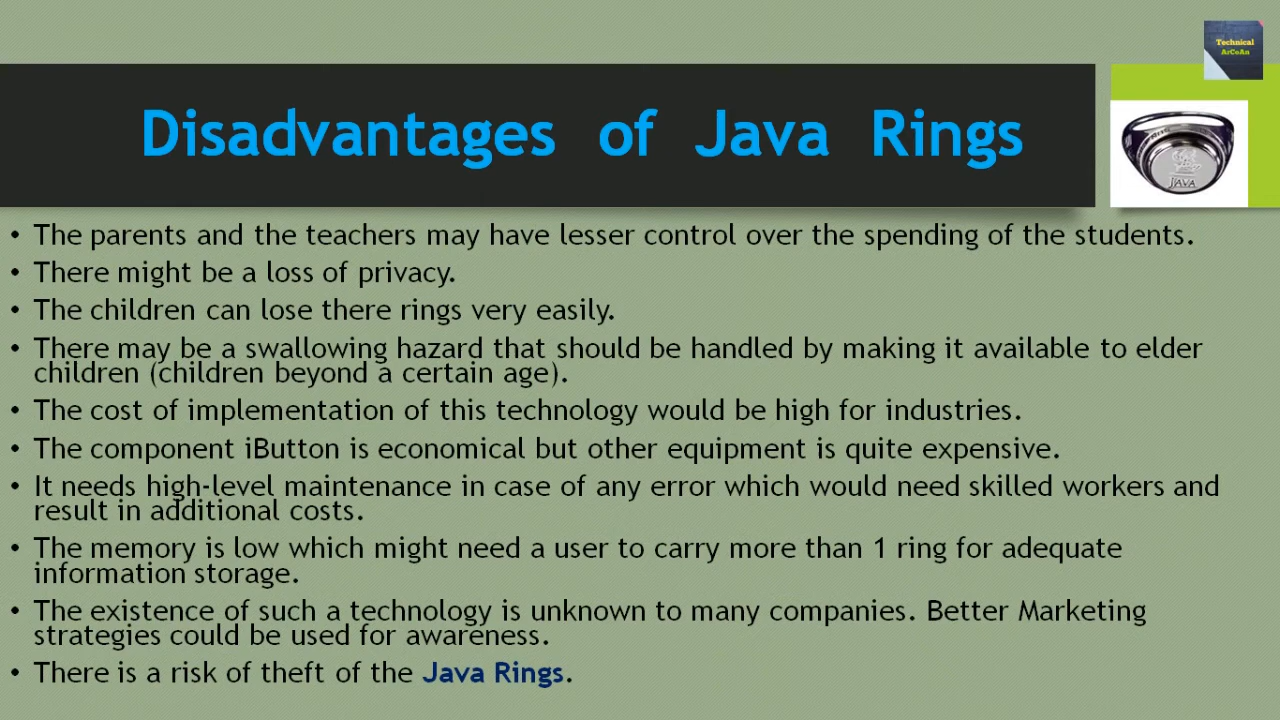 Technical
ArCoAn
Disadvantages of Java Rings
JAVA
• The parents and the teachers may have lesser control over the spending of the students.
• There might be a loss of privacy.
• The children can lose there rings very easily.
• There may be a swallowing hazard that should be handled by making it available to elder
children (children beyond a certain age).
• The cost of implementation of this technology would be high for industries.
• The component iButton is economical but other equipment is quite expensive.
• It needs high-level maintenance in case of any error which would need skilled workers and
result in additional costs.
• The memory is low which might need a user to carry more than 1 ring for adequate
information storage.
• The existence of such a technology is unknown to many companies. Better Marketing
strategies could be used for awareness.
• There is a risk of theft of the Java Rings.